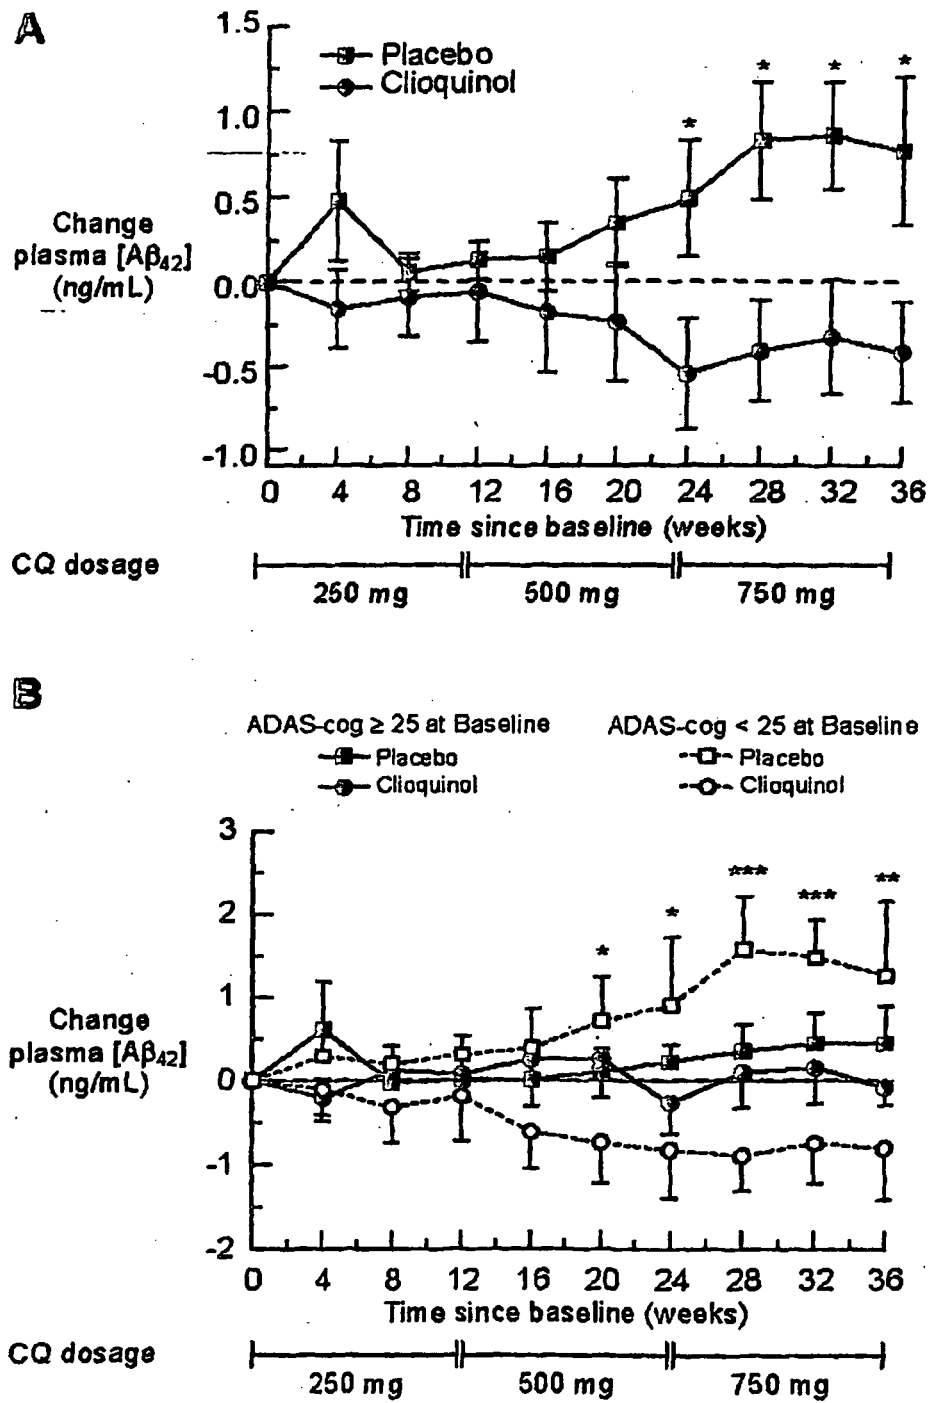 A
1.5
Placebo
Clioquinol
* * * *
1.0
0.5
Change
plasma [Aβ42]
(ng/mL)
0.0
-0.5
-1.0
0 4 8 12 16 20 24 28 32 36
Time since baseline (weeks)
CQ dosage
250 mg 500 mg 750 mg
B
ADAS-cog ≥ 25 at Baseline ADAS-cog < 25 at Baseline
Placebo Placebo
Clioquinol Clioquinol
3
* * *** *** **
2
1
Change
plasma [Aβ42]
(ng/mL)
0
-1
-2
0 4 8 12 16 20 24 28 32 36
Time since baseline (weeks)
CQ dosage
250 mg 500 mg 750 mg